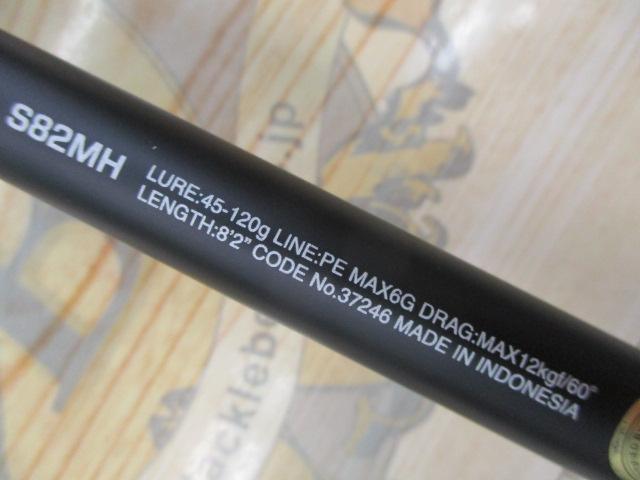 S82MH
LURE:45-120g LINE:PE MAX6G DRAG:MAX12kgf/60°
LENGTH:8'2" CODE No.37246 MADE IN INDONESIA